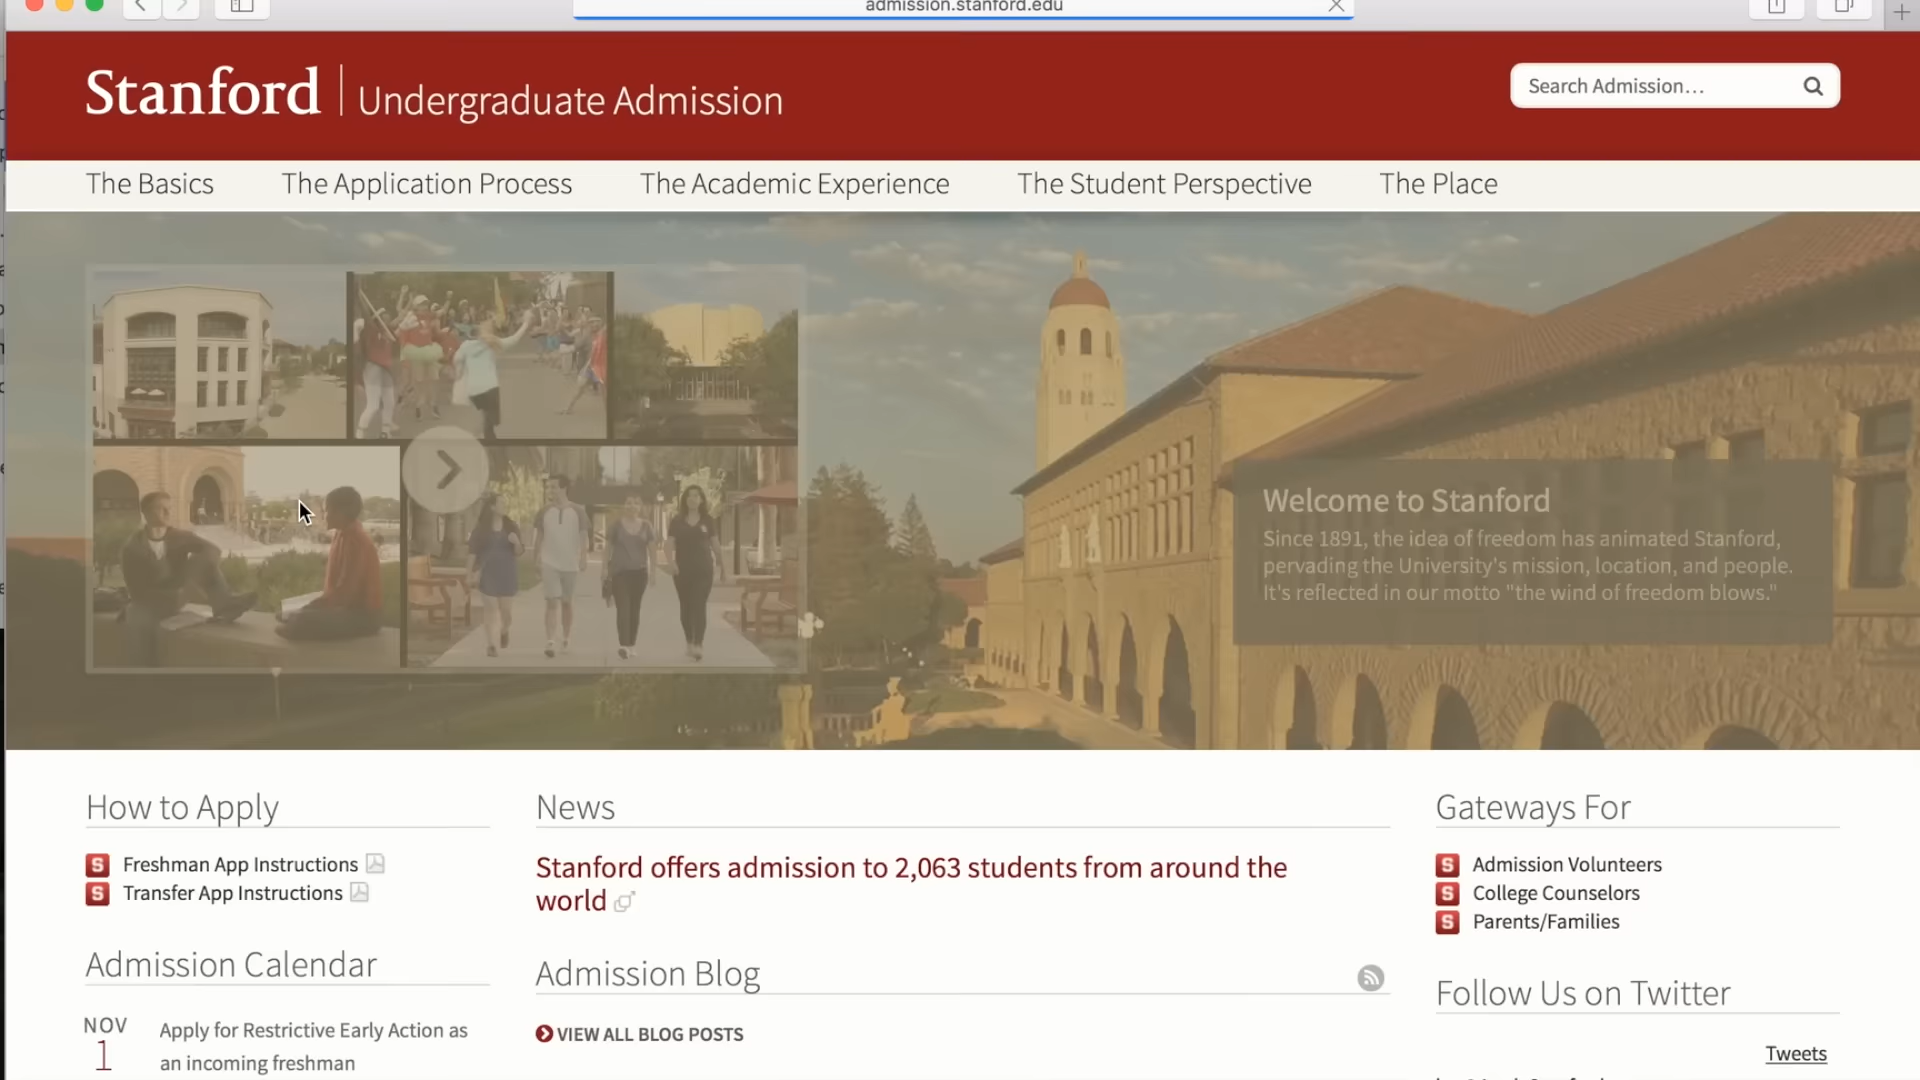 admission.stanford.edu
Stanford | Undergraduate Admission
Search Admission...
The Basics The Application Process The Academic Experience The Student Perspective The Place
Welcome to Stanford
Since 1891, the idea of freedom has animated Stanford,
pervading the University's mission, location, and people.
It's reflected in our motto "the wind of freedom blows."
How to Apply
Freshman App Instructions
Transfer App Instructions
Admission Calendar
NOV
1
Apply for Restrictive Early Action as
an incoming freshman
News
Stanford offers admission to 2,063 students from around the
world
Admission Blog
VIEW ALL BLOG POSTS
Gateways For
Admission Volunteers
College Counselors
Parents/Families
Follow Us on Twitter
Tweets